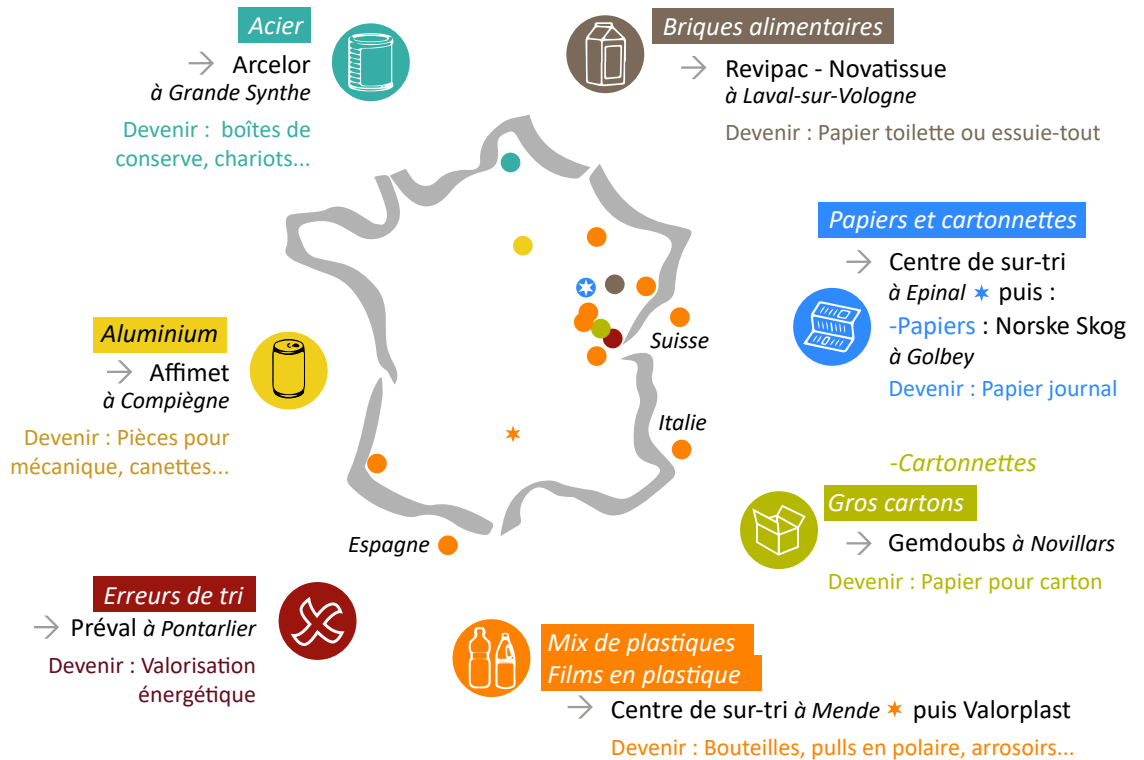 Acier
→ Arcelor
à Grande Synthe
Devenir : boîtes de
conserve, chariots...
Briques alimentaires
→ Revipac - Novatissue
à Laval-sur-Vologne
Devenir : Papier toilette ou essuie-tout
Papiers et cartonnettes
→ Centre de sur-tri
à Epinal ✶ puis :
-Papiers : Norske Skog
à Golbey
Devenir : Papier journal
-Cartonnettes
Gros cartons
→ Gemdoubs à Novillars
Devenir : Papier pour carton
Aluminium
→ Affimet
à Compiègne
Devenir : Pièces pour
mécanique, canettes...
Suisse
Italie
Espagne
Erreurs de tri
→ Préval à Pontarlier
Devenir : Valorisation
énergétique
Mix de plastiques
Films en plastique
→ Centre de sur-tri à Mende ✶ puis Valorplast
Devenir : Bouteilles, pulls en polaire, arrosoirs...